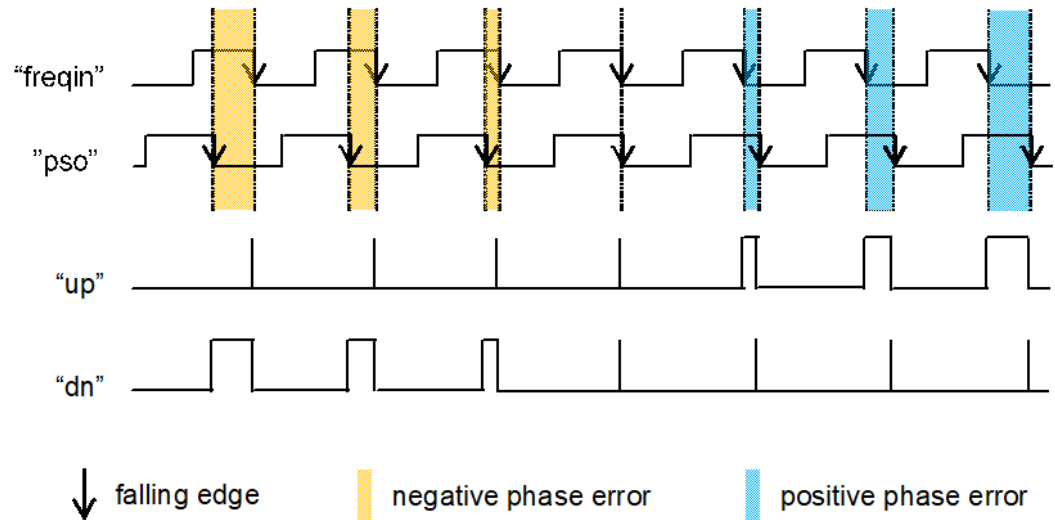 “freqin”
”pso”
“up”
“dn”
falling edge
negative phase error
positive phase error